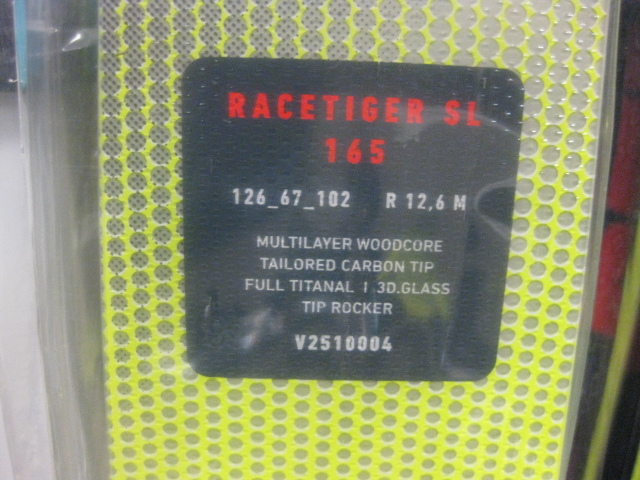 RACETIGER SL
165
126_67_102 R 12,6 M
MULTILAYER WOODCORE
TAILORED CARBON TIP
FULL TITANAL I 3D.GLASS
TIP ROCKER
V2510004